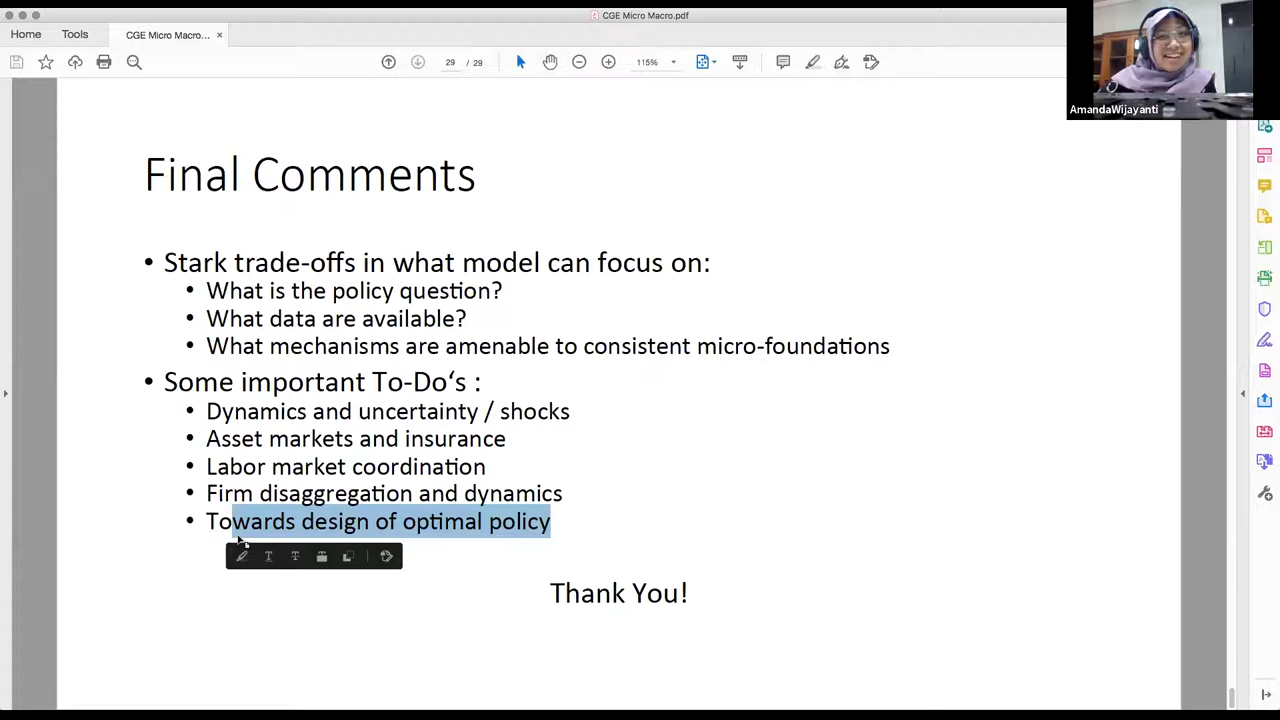 CGE Micro Macro.pdf
Home Tools CGE Micro Macro... ×
29 / 29 115%
AmandaWijayanti
Final Comments
• Stark trade-offs in what model can focus on:
• What is the policy question?
• What data are available?
• What mechanisms are amenable to consistent micro-foundations
• Some important To-Do‘s :
• Dynamics and uncertainty / shocks
• Asset markets and insurance
• Labor market coordination
• Firm disaggregation and dynamics
• Towards design of optimal policy
Thank You!